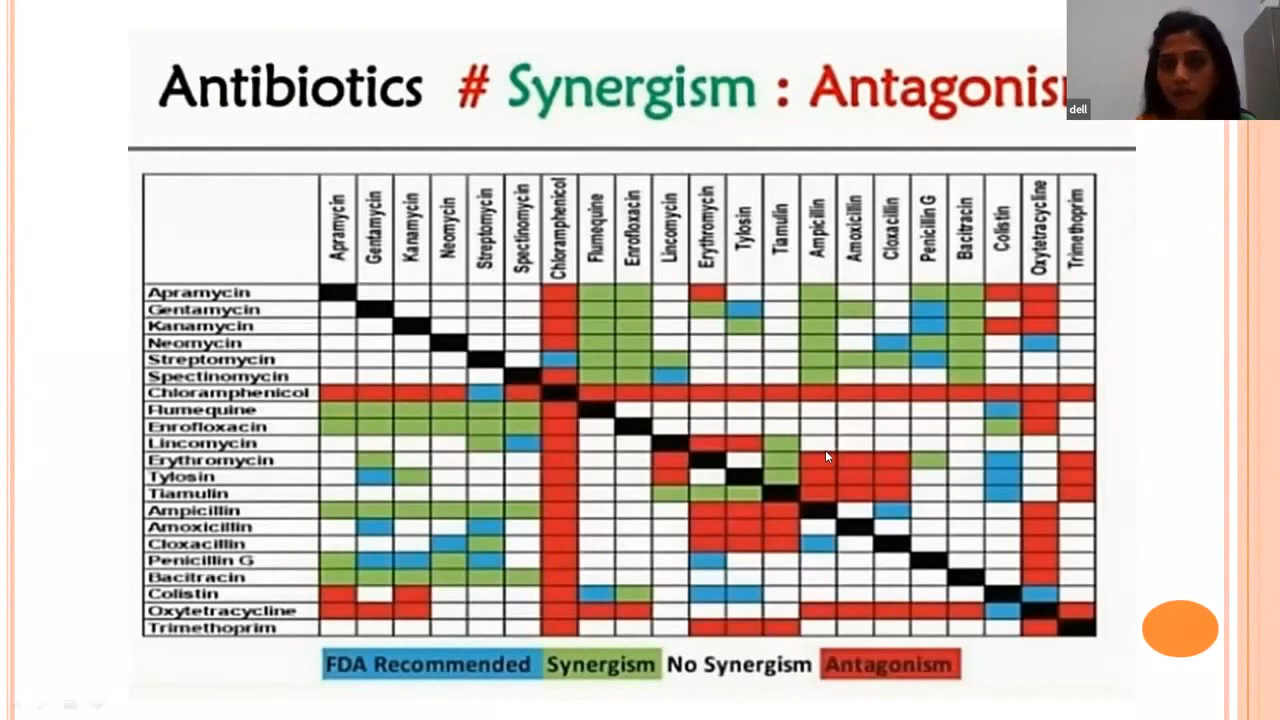 Antibiotics # Synergism : Antagonis
dell
Apramycin Gentamycin Kanamycin Neomycin Streptomycin Spectinomycin Chloramphenicol Flumequine Enrofloxacin Lincomycin Erythromycin Tylosin Tiamulin Ampicillin Amoxicillin Cloxacillin Penicillin G Bacitracin Colistin Oxytetracycline Trimethoprim
Apramycin
Gentamycin
Kanamycin
Neomycin
Streptomycin
Spectinomycin
Chloramphenicol
Flumequine
Enrofloxacin
Lincomycin
Erythromycin
Tylosin
Tiamulin
Ampicillin
Amoxicillin
Cloxacillin
Penicillin G
Bacitracin
Colistin
Oxytetracycline
Trimethoprim
FDA Recommended Synergism No Synergism Antagonism